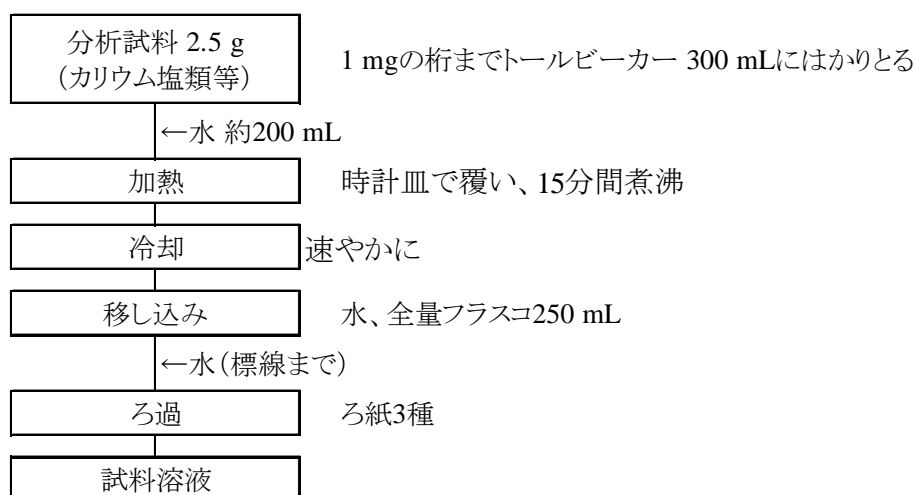 分析試料 2.5 g
(カリウム塩類等)
1 mgの桁までトールビーカー 300 mLにはかりとる
←水 約200 mL
加熱
時計皿で覆い、15分間煮沸
冷却
速やかに
移し込み
水、全量フラスコ250 mL
←水(標線まで)
ろ過
ろ紙3種
試料溶液